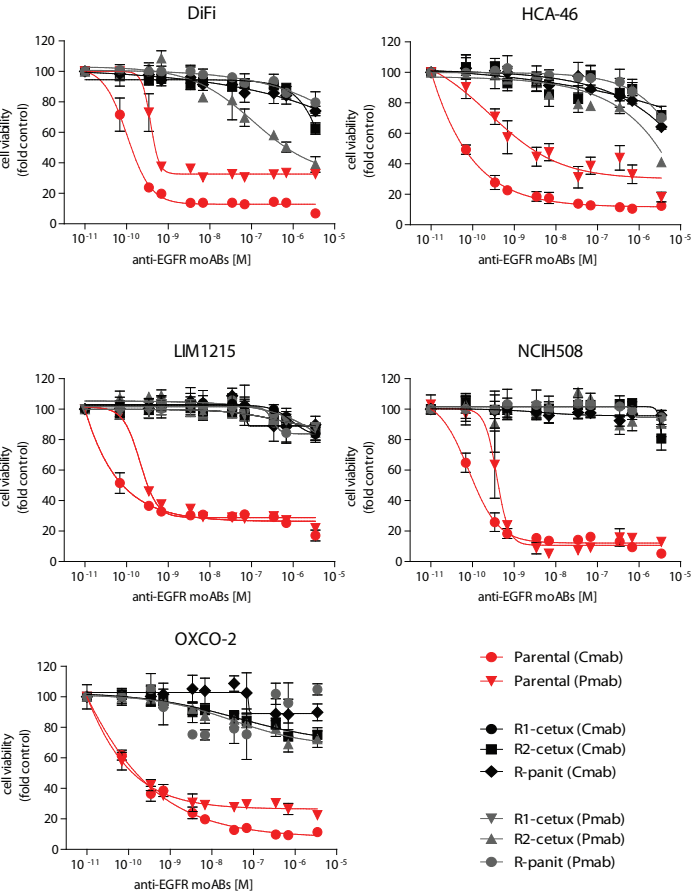 DiFi
120
100
80
60
40
20
0
cell viability
(fold control)
10-11 10-10 10-9 10-8 10-7 10-6 10-5
anti-EGFR moABs [M]
HCA-46
120
100
80
60
40
20
0
cell viability
(fold control)
10-11 10-10 10-9 10-8 10-7 10-6 10-5
anti-EGFR moABs [M]
LIM1215
120
100
80
60
40
20
0
cell viability
(fold control)
10-11 10-10 10-9 10-8 10-7 10-6 10-5
anti-EGFR moABs [M]
NCIH508
120
100
80
60
40
20
0
cell viability
(fold control)
10-11 10-10 10-9 10-8 10-7 10-6 10-5
anti-EGFR moABs [M]
OXCO-2
120
100
80
60
40
20
0
cell viability
(fold control)
10-11 10-10 10-9 10-8 10-7 10-6 10-5
anti-EGFR moABs [M]
Parental (Cmab)
Parental (Pmab)
R1-cetux (Cmab)
R2-cetux (Cmab)
R-panit (Cmab)
R1-cetux (Pmab)
R2-cetux (Pmab)
R-panit (Pmab)